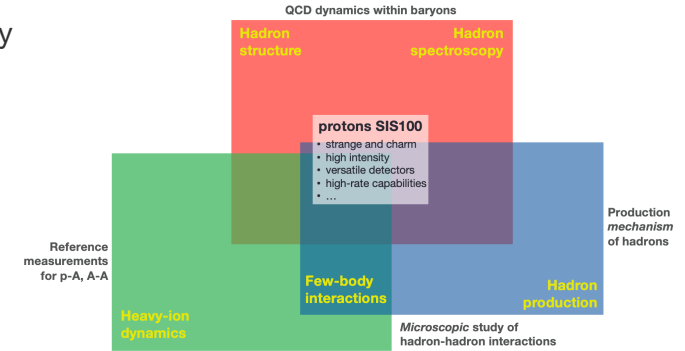 y
QCD dynamics within baryons
Hadron
structure
Hadron
spectroscopy
protons SIS100
• strange and charm
• high intensity
• versatile detectors
• high-rate capabilities
• ...
Production
mechanism
of hadrons
Reference
measurements
for p-A, A-A
Few-body
interactions
Hadron
production
Heavy-ion
dynamics
Microscopic study of
hadron-hadron interactions